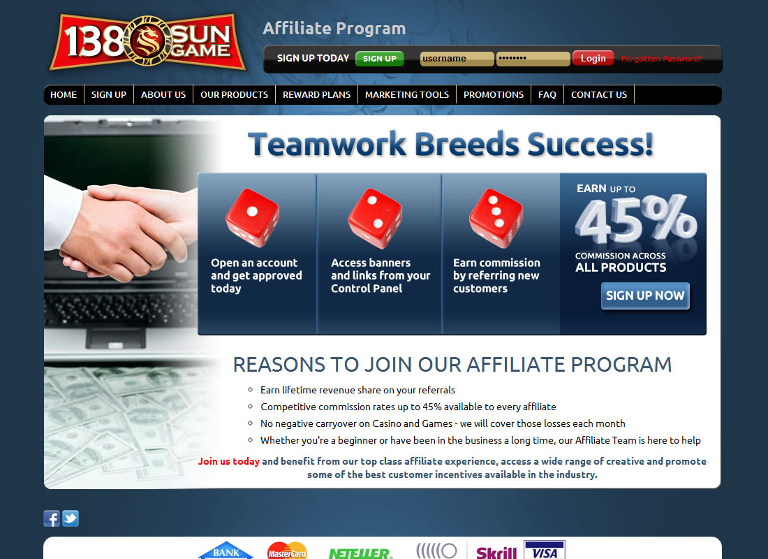 138 SUN GAME
Affiliate Program
SIGN UP TODAY SIGN UP username •••••••• Login Forgotten Password?
HOME SIGN UP ABOUT US OUR PRODUCTS REWARD PLANS MARKETING TOOLS PROMOTIONS FAQ CONTACT US
Teamwork Breeds Success!
Open an account
and get approved
today
Access banners
and links from your
Control Panel
Earn commission
by referring new
customers
EARN UP TO
45%
COMMISSION ACROSS
ALL PRODUCTS
SIGN UP NOW
REASONS TO JOIN OUR AFFILIATE PROGRAM
Earn lifetime revenue share on your referrals
Competitive commission rates up to 45% available to every affiliate
No negative carryover on Casino and Games - we will cover those losses each month
Whether you're a beginner or have been in the business a long time, our Affiliate Team is here to help
Join us today and benefit from our top class affiliate experience, access a wide range of creative and promote
some of the best customer incentives available in the industry.
f
BANK MasterCard NETELLER Skrill VISA